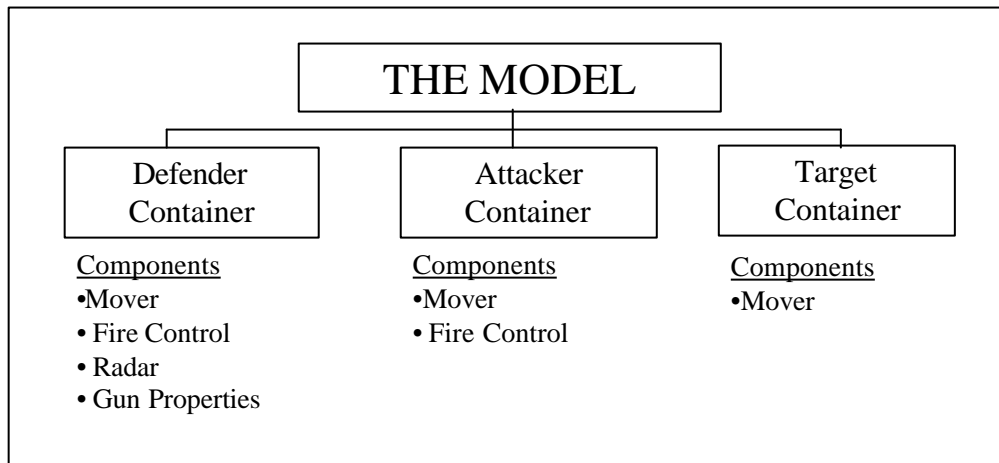 THE MODEL
Defender
Container
Components
•Mover
• Fire Control
• Radar
• Gun Properties
Attacker
Container
Components
•Mover
• Fire Control
Target
Container
Components
•Mover